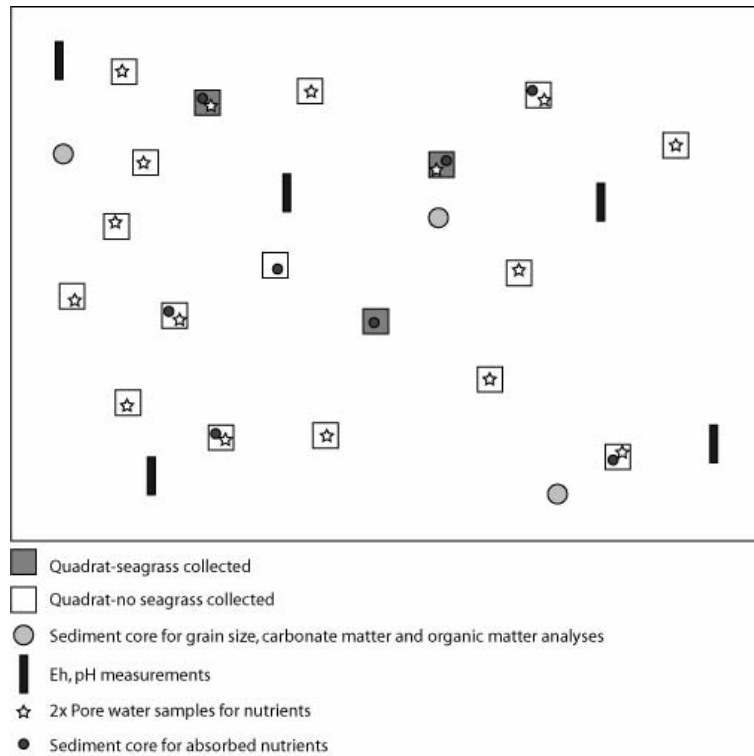 Quadrat-seagrass collected
Quadrat-no seagrass collected
Sediment core for grain size, carbonate matter and organic matter analyses
Eh, pH measurements
2x Pore water samples for nutrients
Sediment core for absorbed nutrients